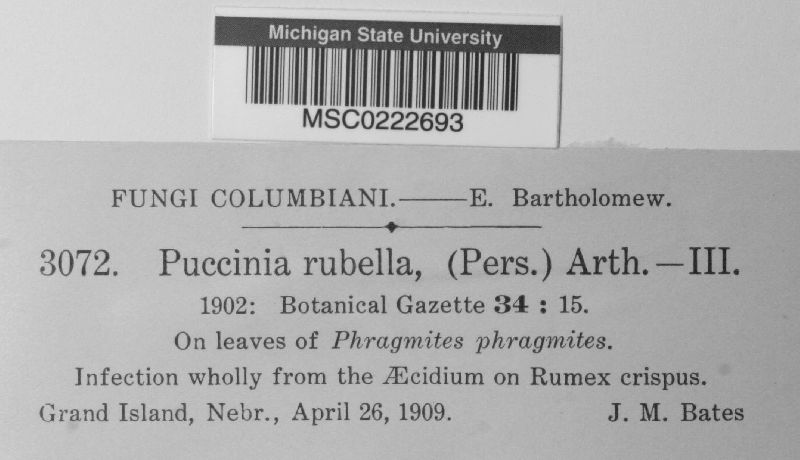 Michigan State University
MSC0222693
FUNGI COLUMBIANI.——E. Bartholomew.
3072. Puccinia rubella, (Pers.) Arth.—III.
1902: Botanical Gazette 34 : 15.
On leaves of Phragmites phragmites.
Infection wholly from the Æcidium on Rumex crispus.
Grand Island, Nebr., April 26, 1909. J. M. Bates